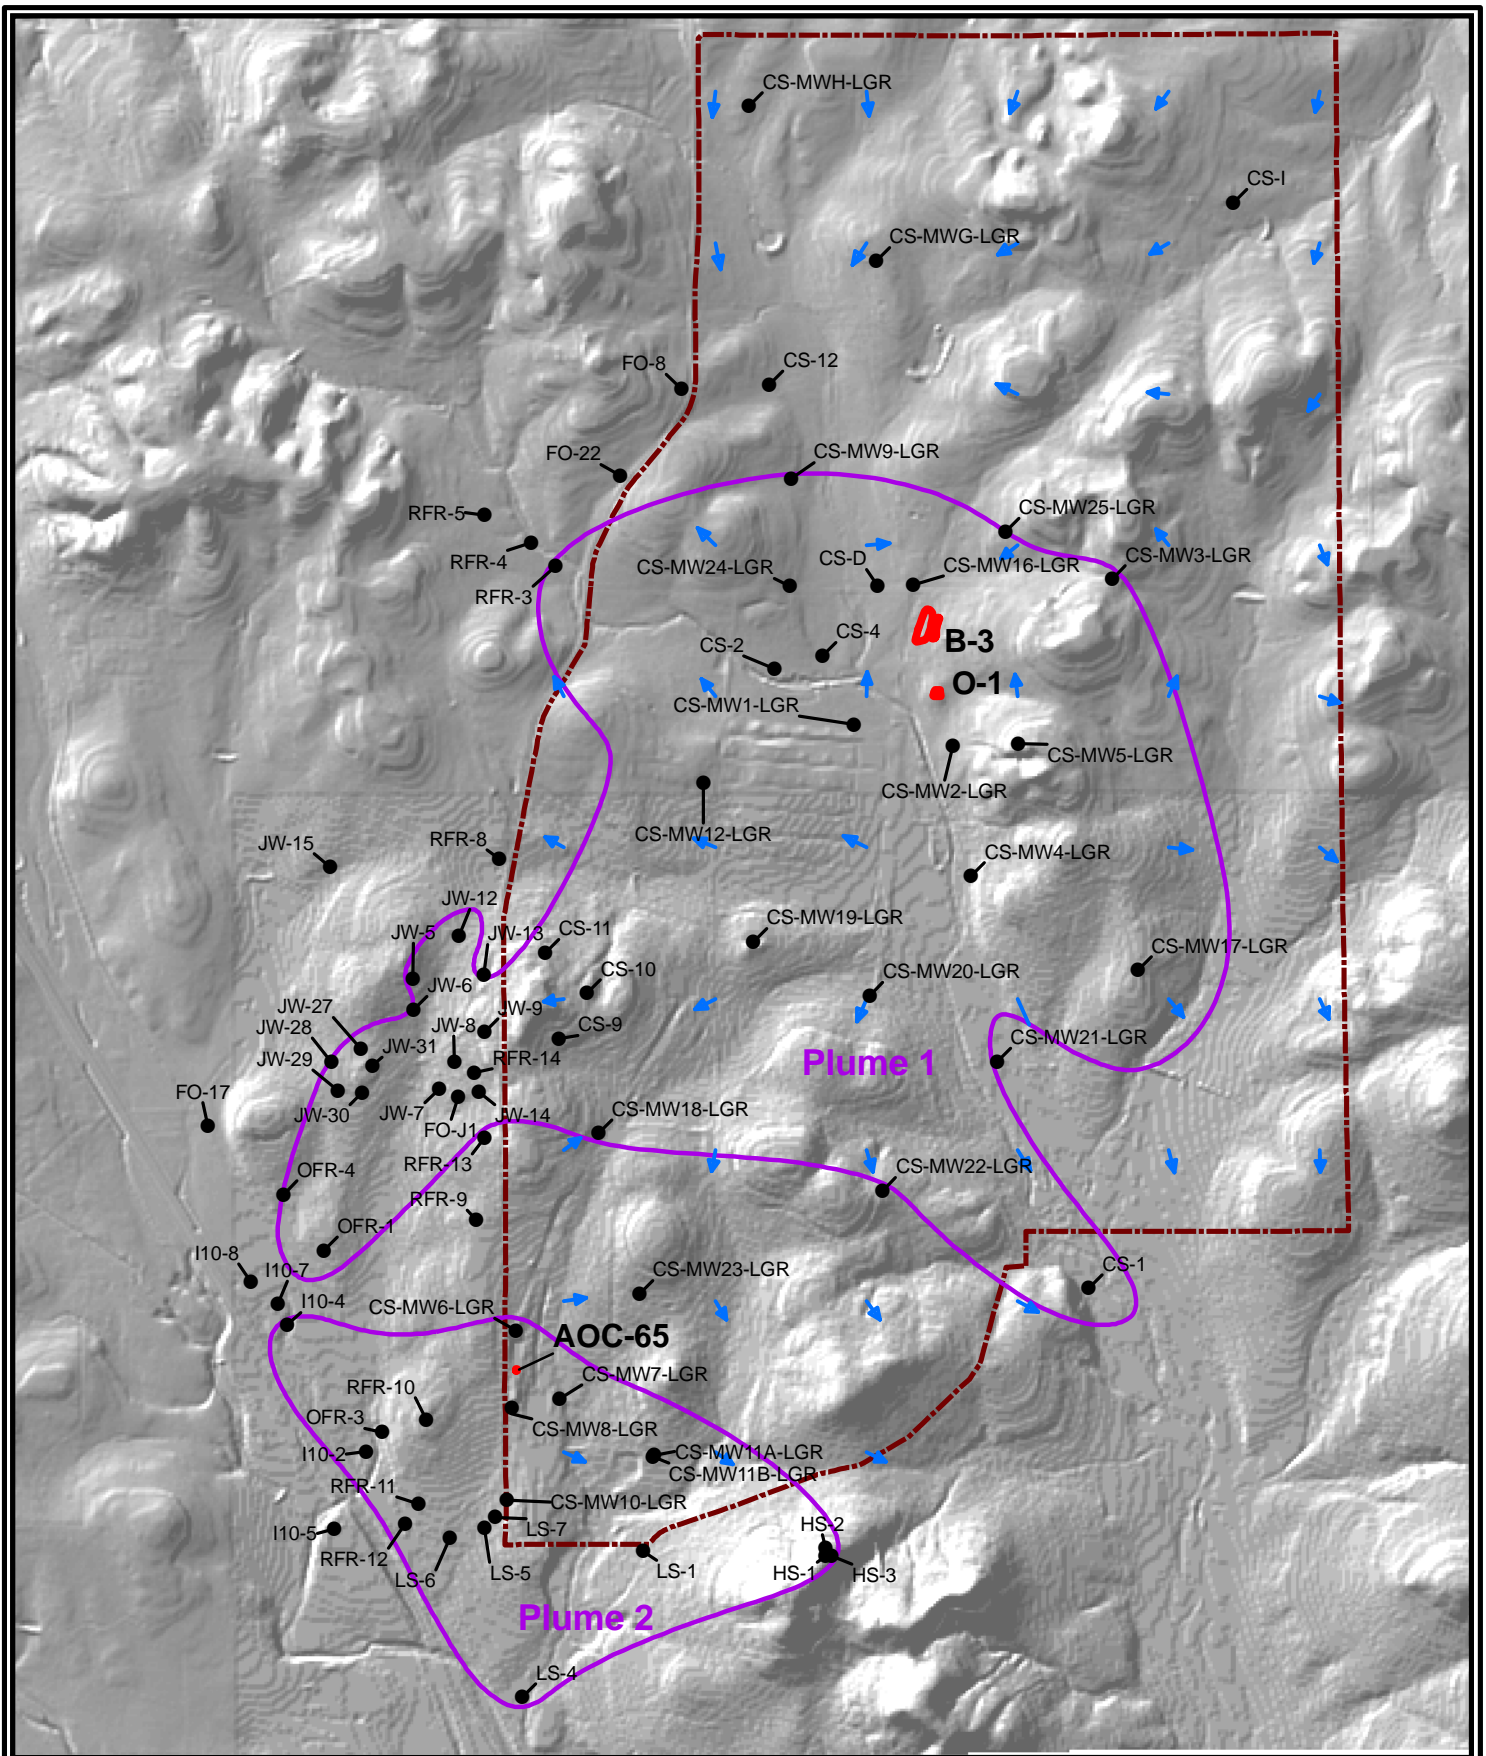 CS-MWH-LGR
CS-I
CS-MWG-LGR
FO-8
CS-12
FO-22
CS-MW9-LGR
RFR-5
CS-MW25-LGR
RFR-4
CS-MW24-LGR
CS-D
CS-MW16-LGR
CS-MW3-LGR
RFR-3
B-3
CS-2
CS-4
O-1
CS-MW1-LGR
CS-MW5-LGR
CS-MW2-LGR
CS-MW12-LGR
JW-15
RFR-8
CS-MW4-LGR
JW-12
CS-MW19-LGR
JW-5
JW-13
CS-11
CS-MW17-LGR
CS-10
CS-MW20-LGR
JW-6
JW-27
JW-9
JW-28
JW-8
CS-9
CS-MW21-LGR
JW-31
JW-29
RFR-14
Plume 1
FO-17
JW-30
JW-7
JW-14
CS-MW18-LGR
FO-J1
RFR-13
OFR-4
CS-MW22-LGR
RFR-9
OFR-1
I10-8
I10-7
CS-MW23-LGR
CS-1
I10-4
CS-MW6-LGR
AOC-65
RFR-10
CS-MW7-LGR
OFR-3
CS-MW8-LGR
I10-2
CS-MW11A-LGR
CS-MW11B-LGR
RFR-11
CS-MW10-LGR
LS-7
HS-2
I10-5
RFR-12
LS-6
LS-5
LS-1
HS-1
HS-3
Plume 2
LS-4